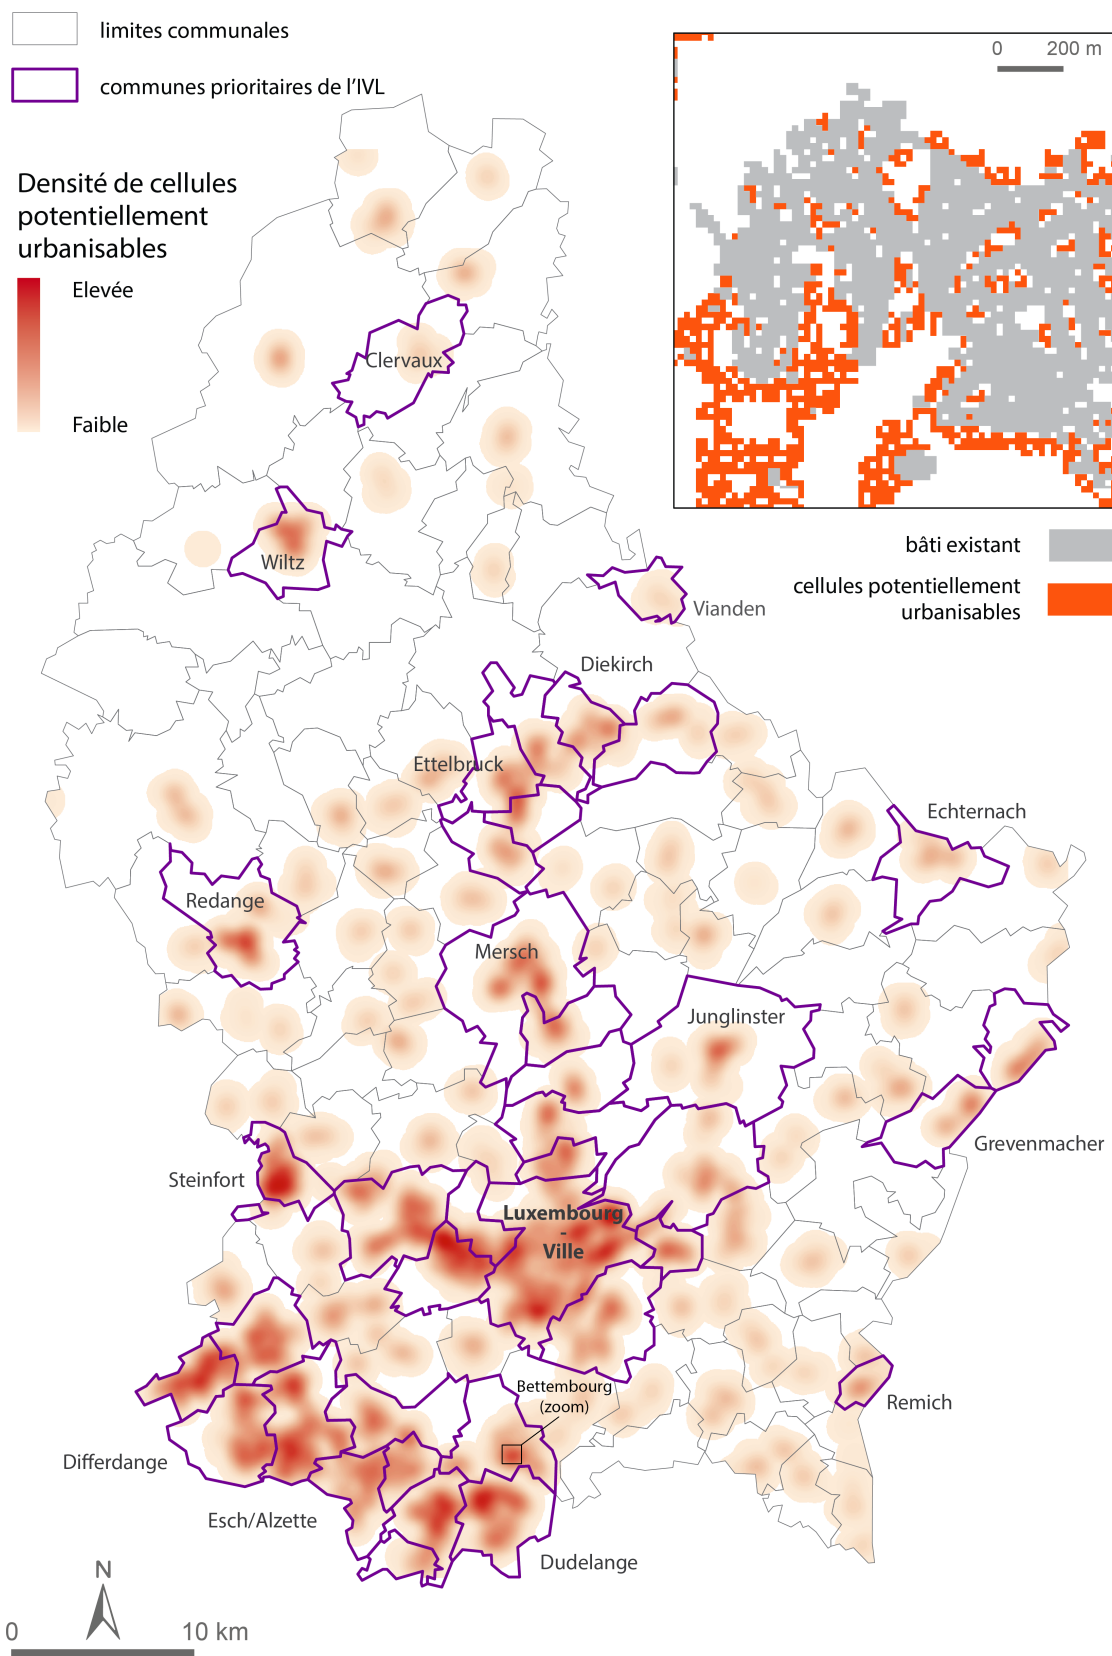 limites communales
communes prioritaires de l'IVL
0 200 m
Densité de cellules
potentiellement
urbanisables
Elevée
Faible
Clervaux
Wiltz
bâti existant
cellules potentiellement
urbanisables
Vianden
Diekirch
Ettelbruck
Echternach
Redange
Mersch
Junglinster
Grevenmacher
Steinfort
Luxembourg
-
Ville
Bettembourg
(zoom)
Remich
Differdange
Esch/Alzette
Dudelange
N
0 10 km